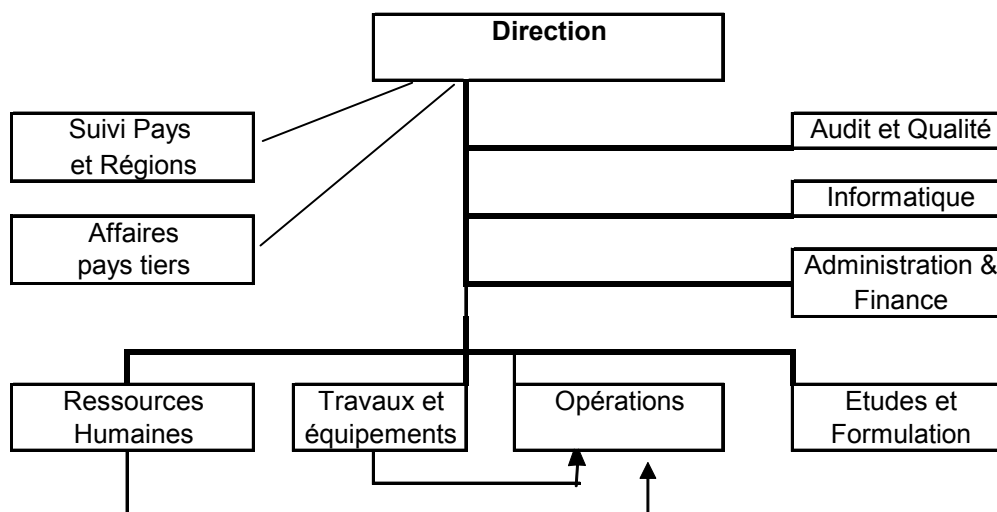 Direction
Suivi Pays
et Régions
Audit et Qualité
Informatique
Affaires
pays tiers
Administration &
Finance
Ressources
Humaines
Travaux et
équipements
Opérations
Etudes et
Formulation